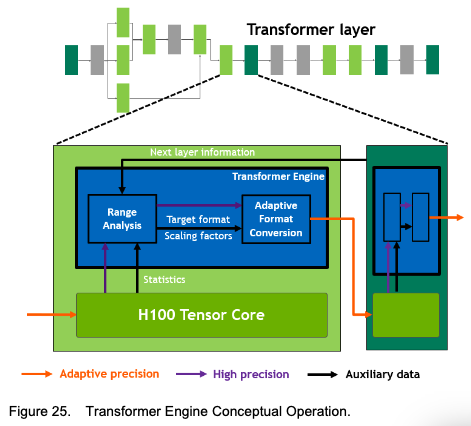 Transformer layer
Next layer information
Transformer Engine
Range
Analysis
Target format
Scaling factors
Adaptive
Format
Conversion
Statistics
H100 Tensor Core
Adaptive precision
High precision
Auxiliary data
Figure 25. Transformer Engine Conceptual Operation.